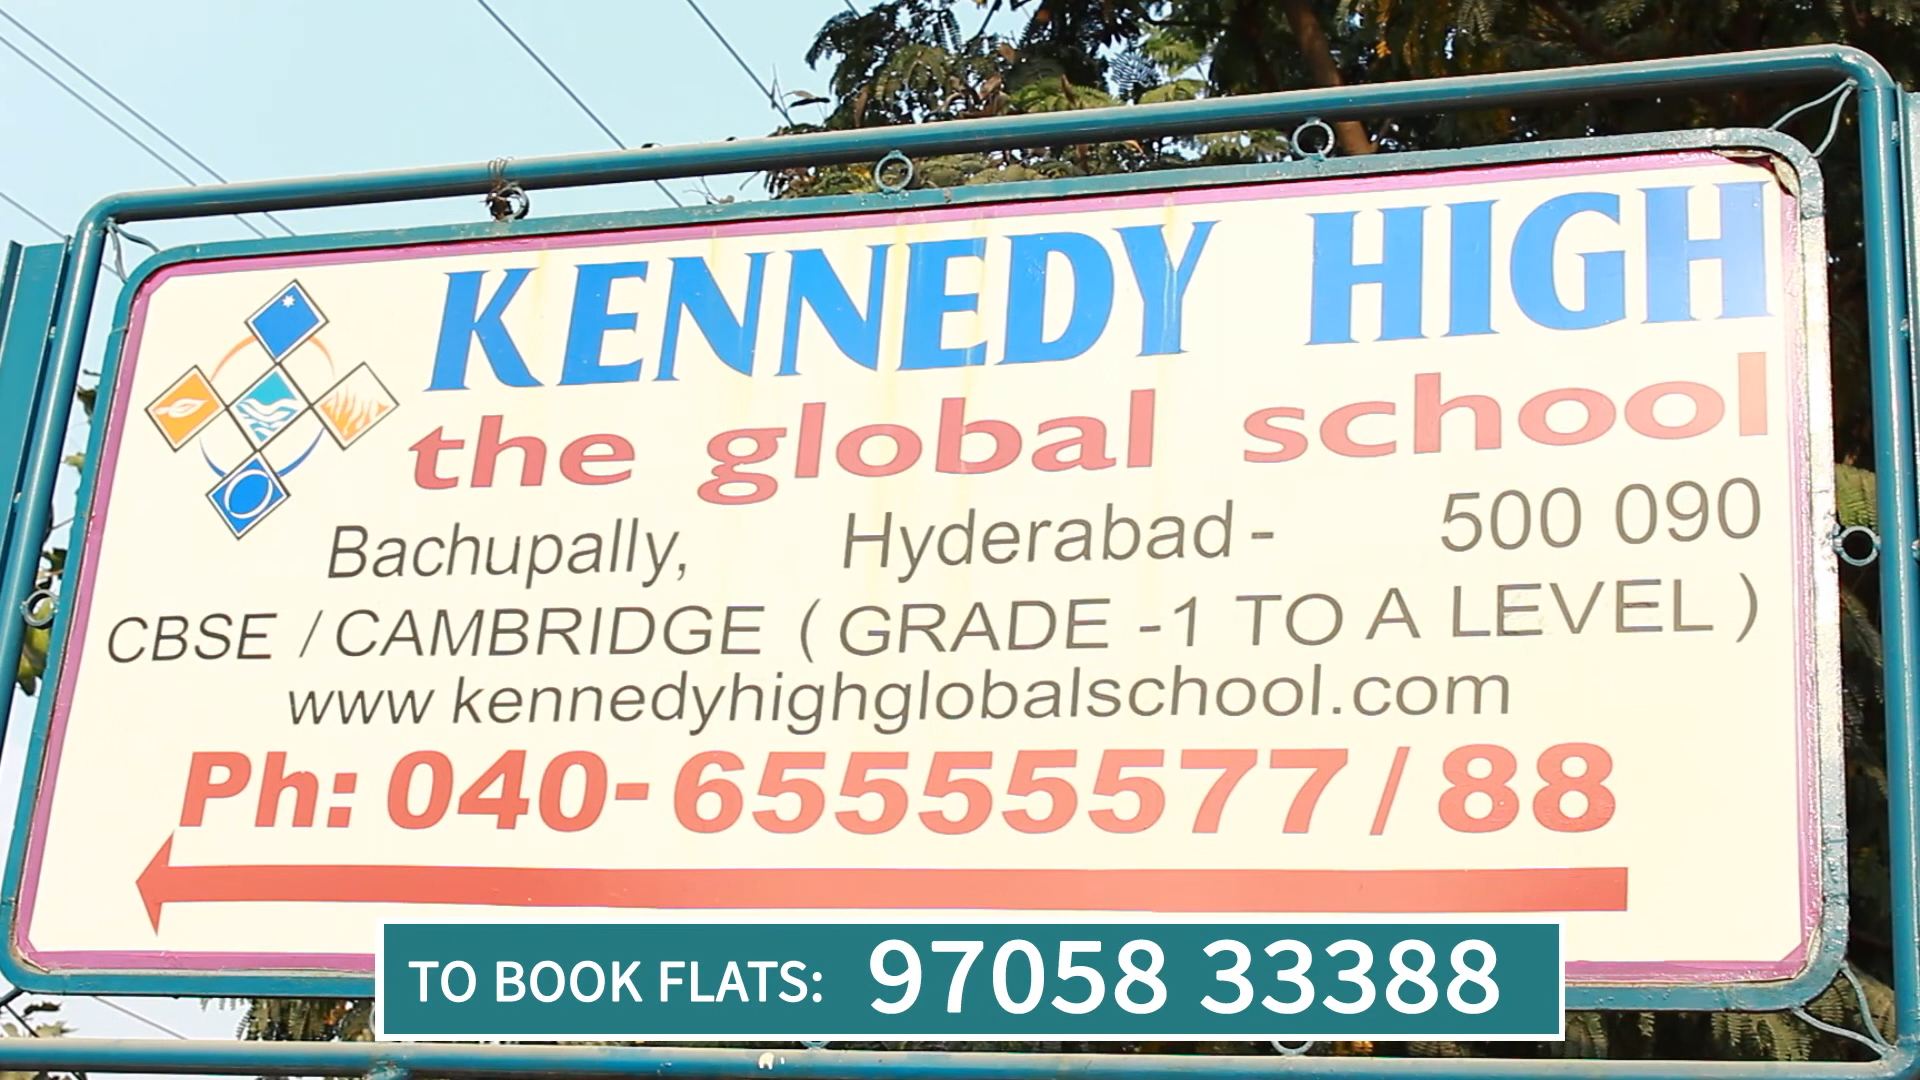 KENNEDY HIGH
the global school
Bachupally, Hyderabad - 500 090
CBSE / CAMBRIDGE ( GRADE -1 TO A LEVEL )
www kennedyhighglobalschool.com
Ph: 040-65555577/88
TO BOOK FLATS: 97058 33388